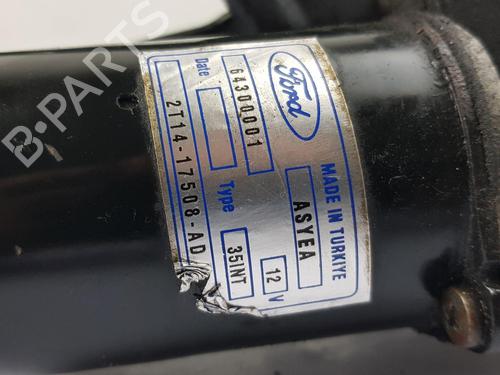 Ford
MADE IN TURKIYE
64300001 ASYEA
Date Type 12 V
2T14-17508-AD 35INT
B-PARTS